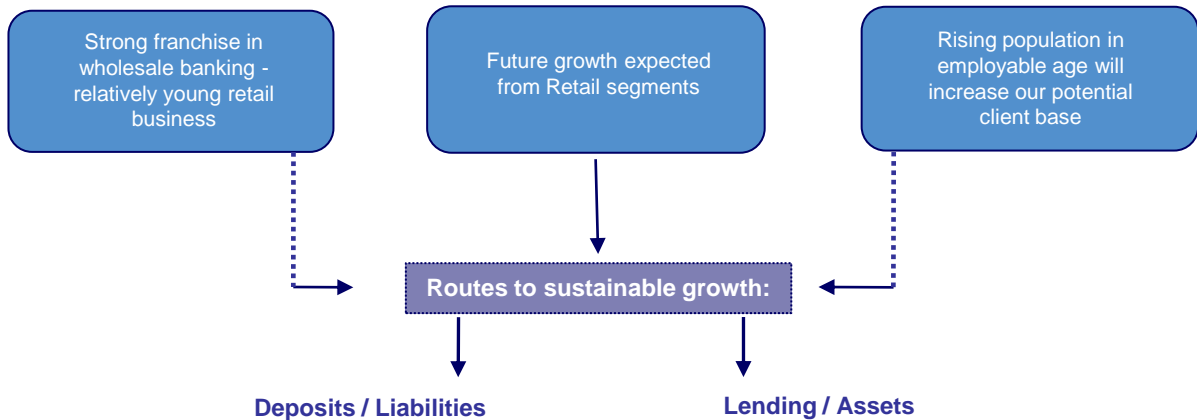 Strong franchise in
wholesale banking -
relatively young retail
business
Future growth expected
from Retail segments
Rising population in
employable age will
increase our potential
client base
Routes to sustainable growth:
Deposits / Liabilities
Lending / Assets